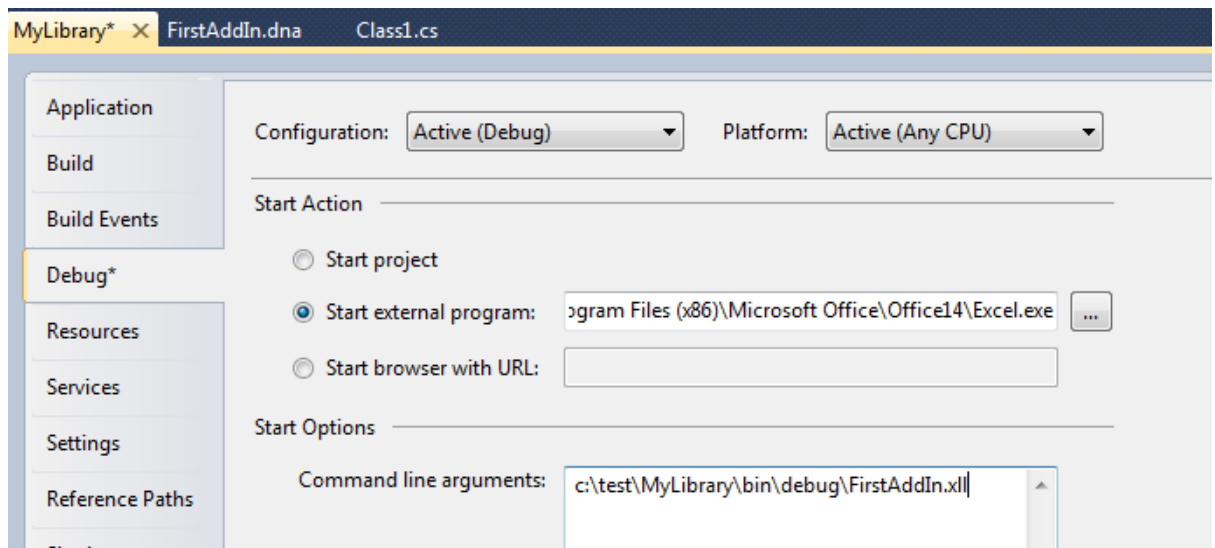 MyLibrary* FirstAddIn.dna Class1.cs
Application
Configuration: Active (Debug) Platform: Active (Any CPU)
Build
Start Action
Build Events
Start project
Debug*
Start external program: ogram Files (x86)\Microsoft Office\Office14\Excel.exe ...
Resources
Start browser with URL:
Services
Start Options
Settings
Command line arguments: c:\test\MyLibrary\bin\debug\FirstAddIn.xll
Reference Paths